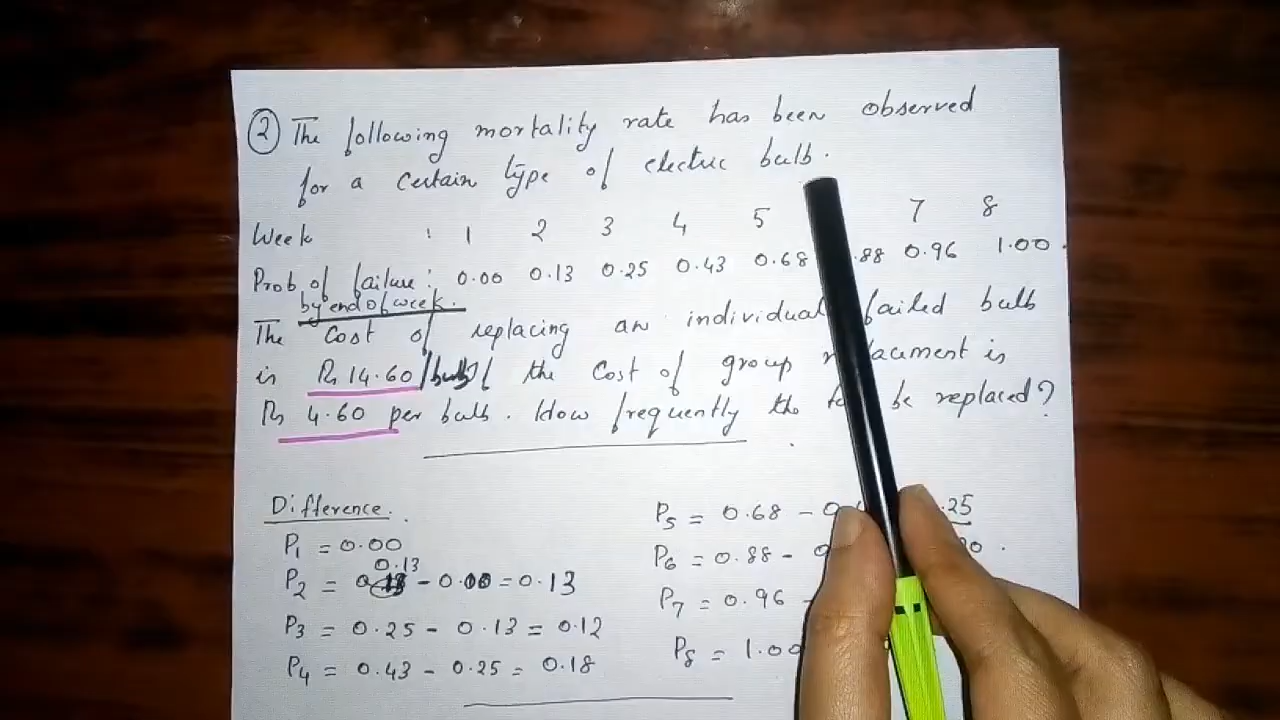 ② The following mortality rate has been observed
for a certain type of electric bulb.
Week : 1 2 3 4 5 7 8
Prob of failure : 0.00 0.13 0.25 0.43 0.68 .88 0.96 1.00.
by end of week.
The cost of replacing an individual failed bulb
is Rs 14.60/ the cost of group is
Rs 4.60 per bulb. How frequently the be replaced?
Difference.
P1 = 0.00
0.13
P2 = - 0.00 = 0.13
P3 = 0.25 - 0.13 = 0.12
P4 = 0.43 - 0.25 = 0.18
P5 = 0.68 - .25
P6 = 0.88 -
P7 = 0.96 -
P8 = 1.00